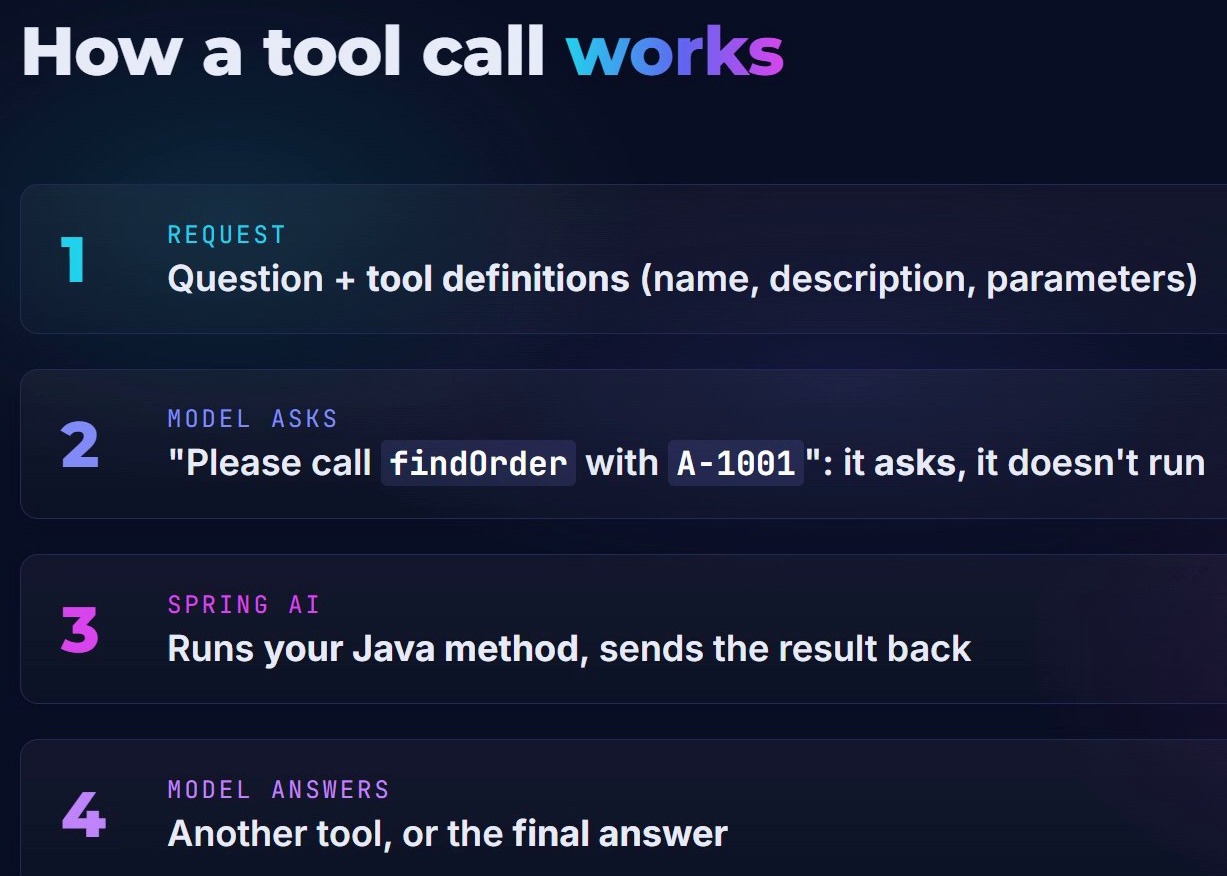 How a tool call works
1
REQUEST
Question + tool definitions (name, description, parameters)
2
MODEL ASKS
"Please call findOrder with A-1001": it asks, it doesn't run
3
SPRING AI
Runs your Java method, sends the result back
4
MODEL ANSWERS
Another tool, or the final answer